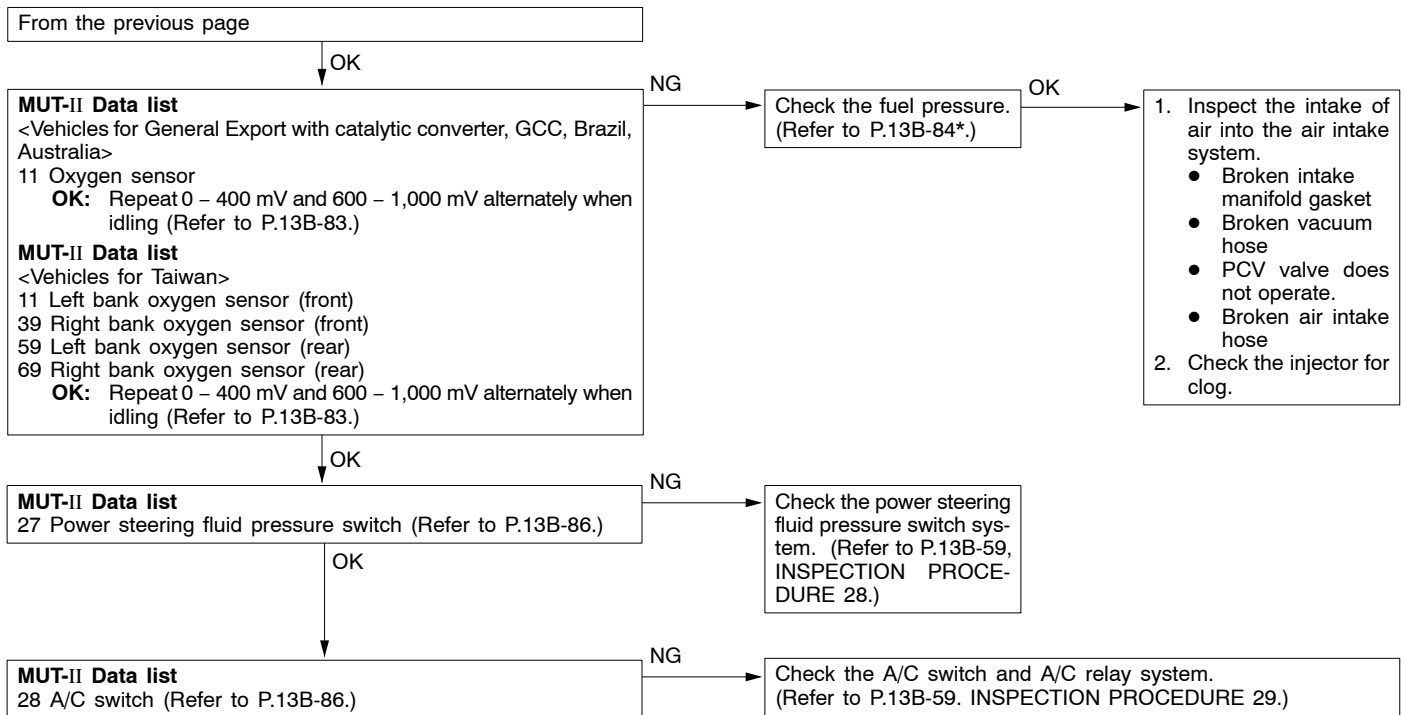 From the previous page
OK
MUT-II Data list
<Vehicles for General Export with catalytic converter, GCC, Brazil,
Australia>
11 Oxygen sensor
OK: Repeat 0 – 400 mV and 600 – 1,000 mV alternately when
idling (Refer to P.13B-83.)
MUT-II Data list
<Vehicles for Taiwan>
11 Left bank oxygen sensor (front)
39 Right bank oxygen sensor (front)
59 Left bank oxygen sensor (rear)
69 Right bank oxygen sensor (rear)
OK: Repeat 0 – 400 mV and 600 – 1,000 mV alternately when
idling (Refer to P.13B-83.)
NG
Check the fuel pressure.
(Refer to P.13B-84*.)
OK
1. Inspect the intake of
air into the air intake
system.
● Broken intake
manifold gasket
● Broken vacuum
hose
● PCV valve does
not operate.
● Broken air intake
hose
2. Check the injector for
clog.
OK
MUT-II Data list
27 Power steering fluid pressure switch (Refer to P.13B-86.)
NG
Check the power steering
fluid pressure switch sys-
tem. (Refer to P.13B-59,
INSPECTION PROCE-
DURE 28.)
OK
MUT-II Data list
28 A/C switch (Refer to P.13B-86.)
NG
Check the A/C switch and A/C relay system.
(Refer to P.13B-59. INSPECTION PROCEDURE 29.)